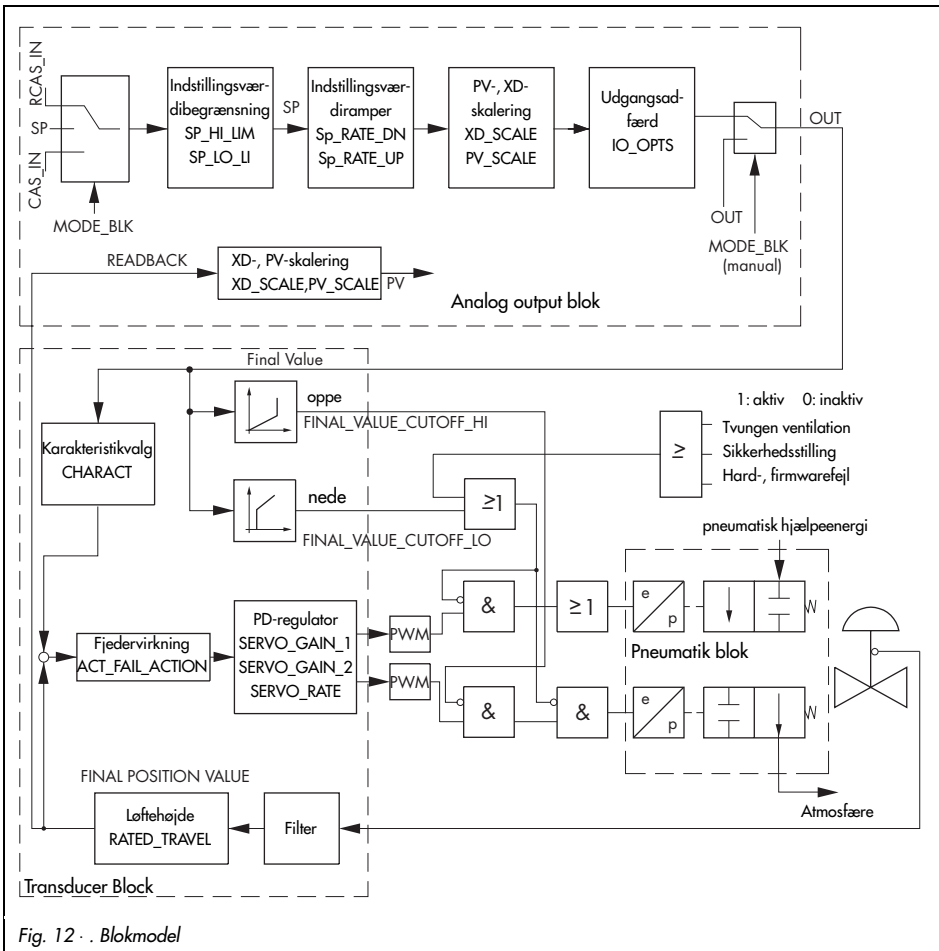 RCAS_IN
SP
CAS_IN
MODE_BLK
Indstillingsvær-
dibegrænsning
SP_HI_LIM
SP_LO_LI
SP
Indstillingsvær-
diramper
Sp_RATE_DN
Sp_RATE_UP
PV-, XD-
skalering
XD_SCALE
PV_SCALE
Udgangsad-
færd
IO_OPTS
OUT
OUT
MODE_BLK
(manual)
READBACK
XD-, PV-skalering
XD_SCALE,PV_SCALE
PV
Analog output blok
Final Value
oppe
FINAL_VALUE_CUTOFF_HI
Karakteristikvalg
CHARACT
nede
FINAL_VALUE_CUTOFF_LO
≥1
≥
1: aktiv 0: inaktiv
Tvungen ventilation
Sikkerhedsstilling
Hard-, firmwarefejl
pneumatisk hjælpeenergi
Fjedervirkning
ACT_FAIL_ACTION
PD-regulator
SERVO_GAIN_1
SERVO_GAIN_2
SERVO_RATE
PWM
PWM
&
≥1
e
p
Pneumatik blok
&
&
e
p
Atmosfære
FINAL POSITION VALUE
Løftehøjde
RATED_TRAVEL
Filter
Transducer Block
Fig. 12 · . Blokmodel